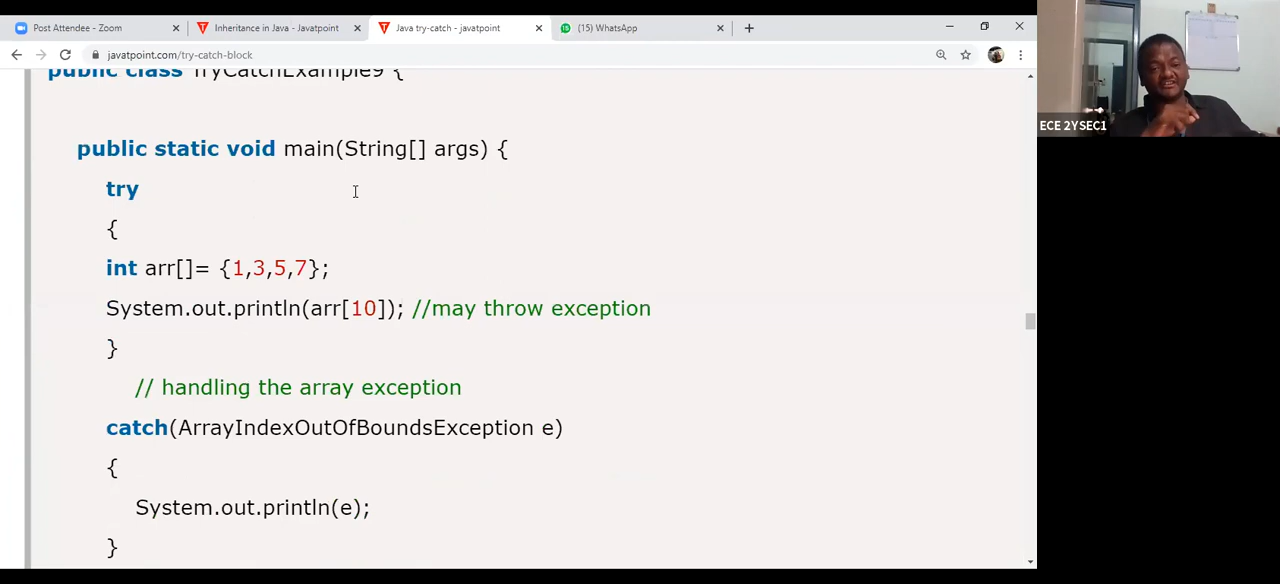 Post Attendee - Zoom
Inheritance in Java - Javatpoint
Java try-catch - javatpoint
(15) WhatsApp
javatpoint.com/try-catch-block
public class TryCatchExample9 {
public static void main(String[] args) {
try
{
int arr[]= {1,3,5,7};
System.out.println(arr[10]); //may throw exception
}
// handling the array exception
catch(ArrayIndexOutOfBoundsException e)
{
System.out.println(e);
}
ECE 2YSEC1